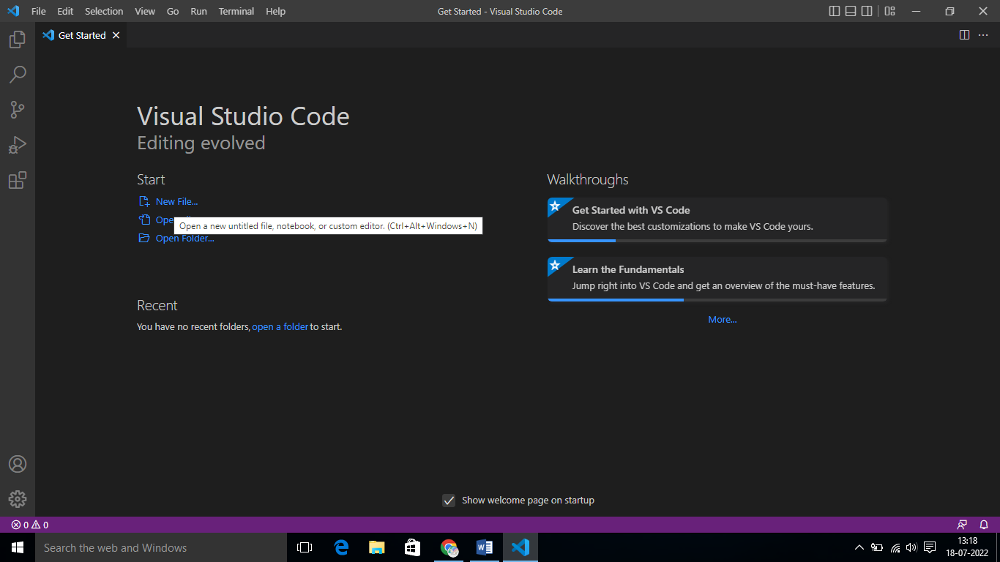 File Edit Selection View Go Run Terminal Help
Get Started - Visual Studio Code
Get Started
Visual Studio Code
Editing evolved
Start
New File...
Open a new untitled file, notebook, or custom editor. (Ctrl+Alt+Windows+N)
Open Folder...
Recent
You have no recent folders, open a folder to start.
Walkthroughs
Get Started with VS Code
Discover the best customizations to make VS Code yours.
Learn the Fundamentals
Jump right into VS Code and get an overview of the must-have features.
More...
Show welcome page on startup
0 0
Search the web and Windows
13:18
18-07-2022